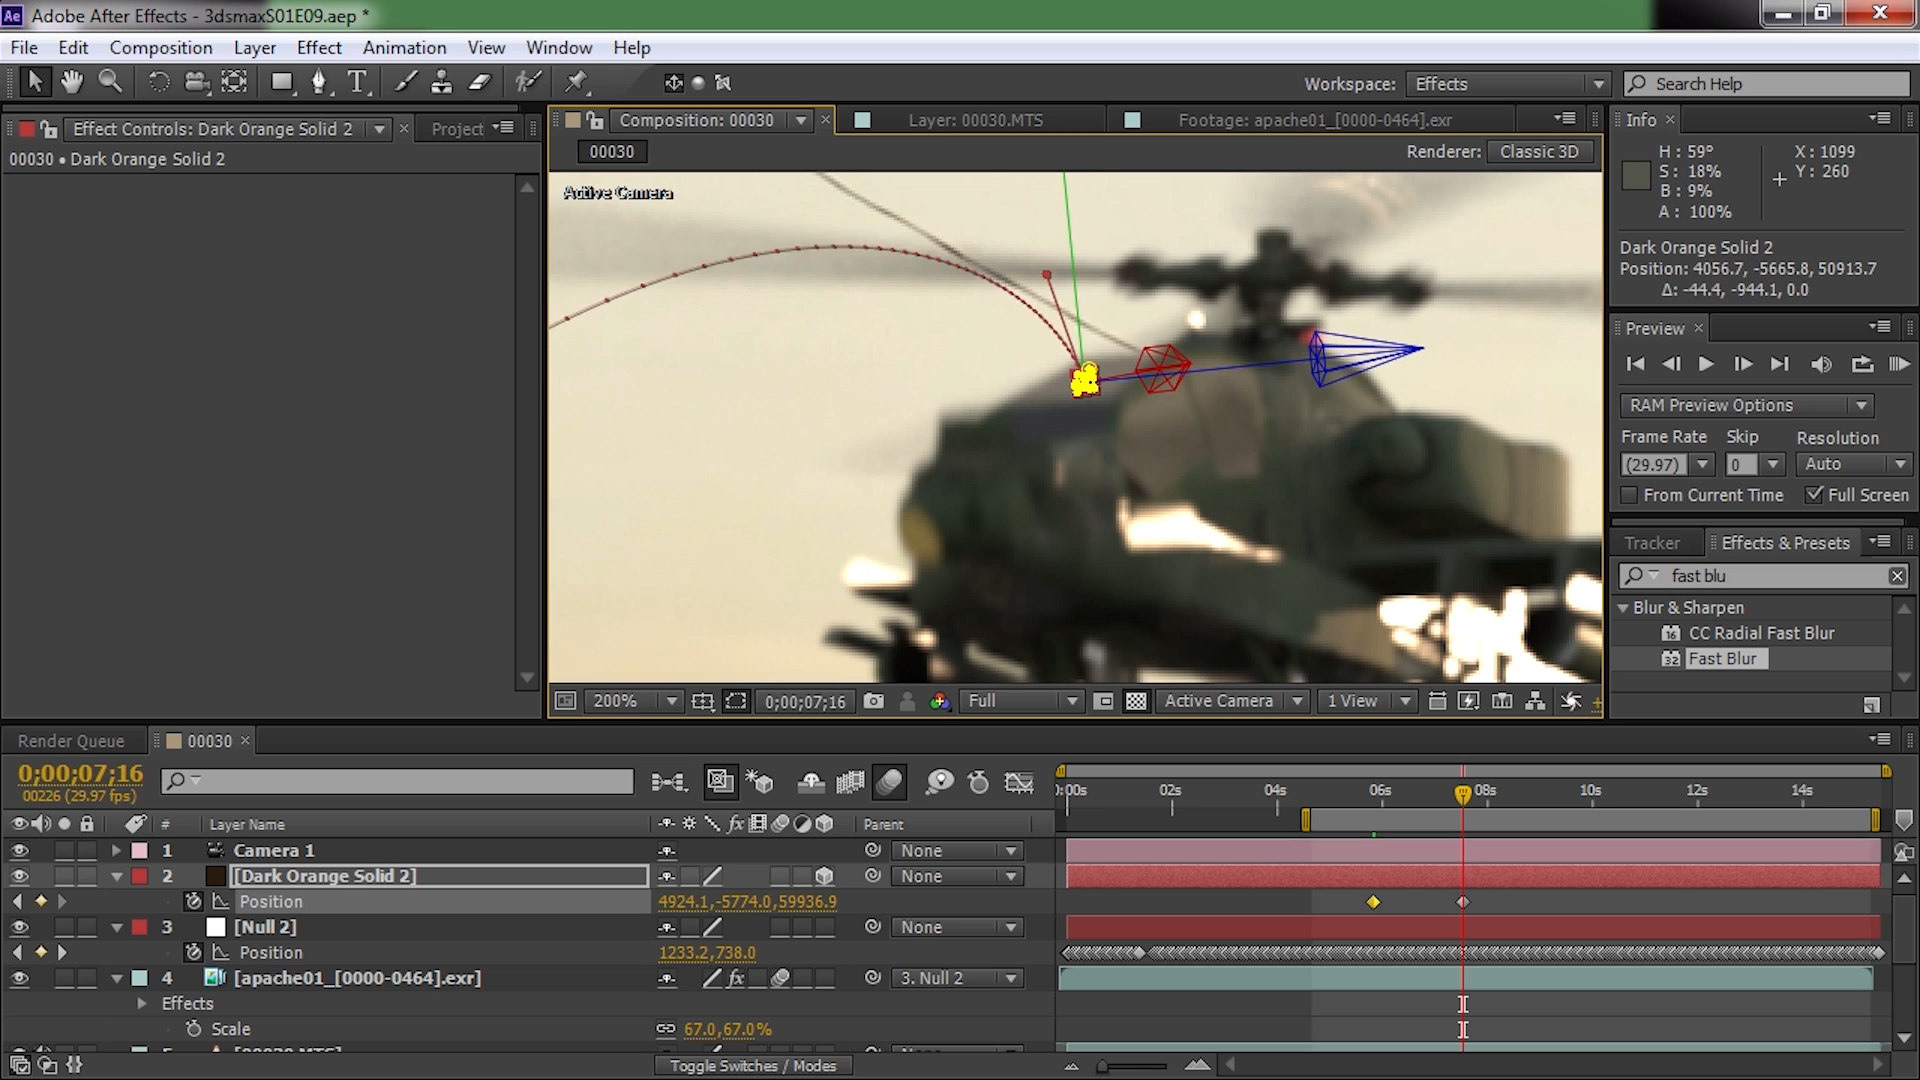 Ae Adobe After Effects - 3dsmaxS01E09.aep *
File Edit Composition Layer Effect Animation View Window Help
Workspace: Effects Search Help
Effect Controls: Dark Orange Solid 2 Project
00030 • Dark Orange Solid 2
Composition: 00030 Layer: 00030.MTS Footage: apache01_[0000-0464].exr
00030 Renderer: Classic 3D
Active Camera
200% 0;00;07;16 Full Active Camera 1 View
Info
H : 59° X : 1099
S : 18% Y : 260
B : 9%
A : 100%
Dark Orange Solid 2
Position: 4056.7, -5665.8, 50913.7
Δ: -44.4, -944.1, 0.0
Preview
RAM Preview Options
Frame Rate Skip Resolution
(29.97) 0 Auto
From Current Time Full Screen
Tracker Effects & Presets
fast blu
Blur & Sharpen
16 CC Radial Fast Blur
32 Fast Blur
Render Queue 00030
0;00;07;16
00226 (29.97 fps)
0:00s 02s 04s 06s 08s 10s 12s 14s
# Layer Name fx Parent
1 Camera 1 None
2 [Dark Orange Solid 2] None
Position 4924.1,-5774.0,59936.9
3 [Null 2] None
Position 1233.2,738.0
4 [apache01_[0000-0464].exr] fx 3. Null 2
Effects
Scale 67.0,67.0%
Toggle Switches / Modes